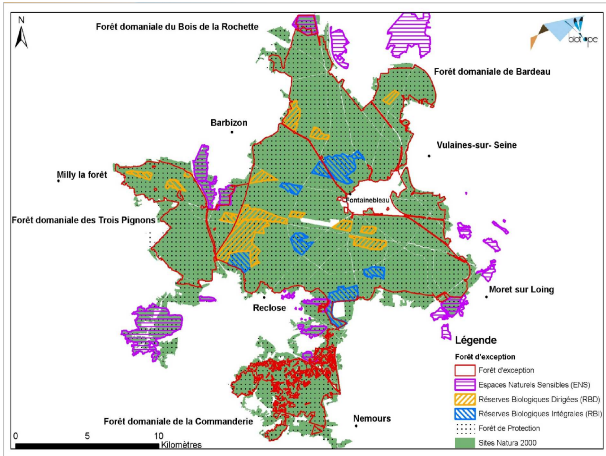 N
Forêt domaniale du Bois de la Rochette
biotope
Forêt domaniale de Bardeau
Barbizon
Vulaines-sur- Seine
Milly la forêt
Fontainebleau
Forêt domaniale des Trois Pignons
Moret sur Loing
Reclose
Légende
Forêt d'exception
Forêt d'exception
Espaces Naturels Sensibles (ENS)
Réserves Biologiques Dirigées (RBD)
Réserves Biologiques Intégrales (RBI)
Forêt de Protection
Sites Natura 2000
Forêt domaniale de la Commanderie
Nemours
0 5 10
Kilomètres